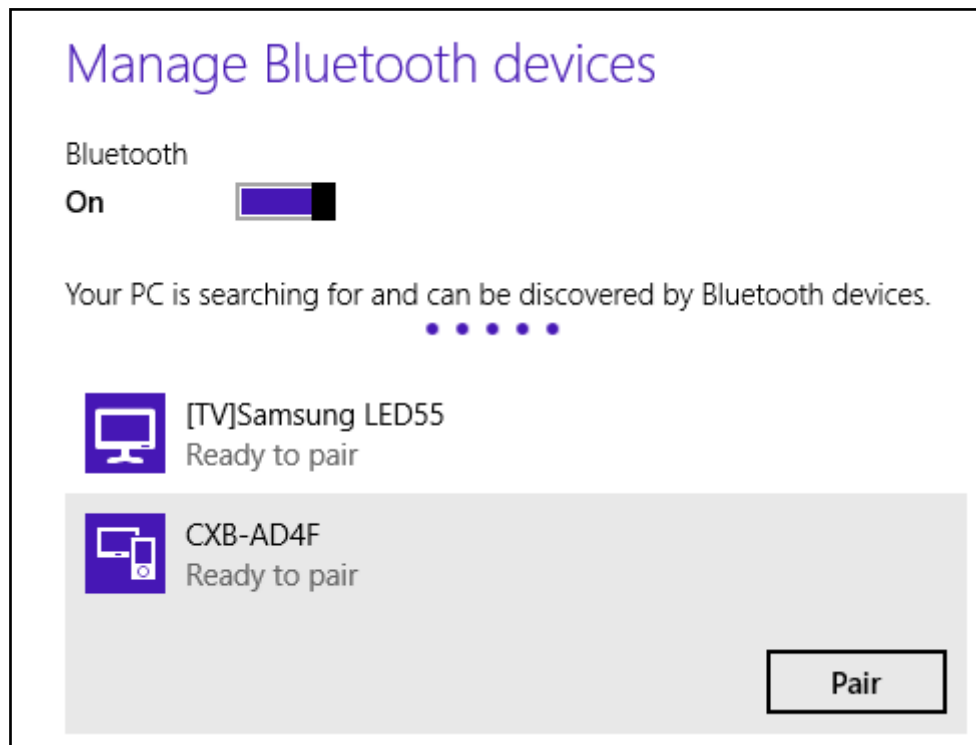 Manage Bluetooth devices
Bluetooth
On
Your PC is searching for and can be discovered by Bluetooth devices.
[TV]Samsung LED55
Ready to pair
CXB-AD4F
Ready to pair
Pair